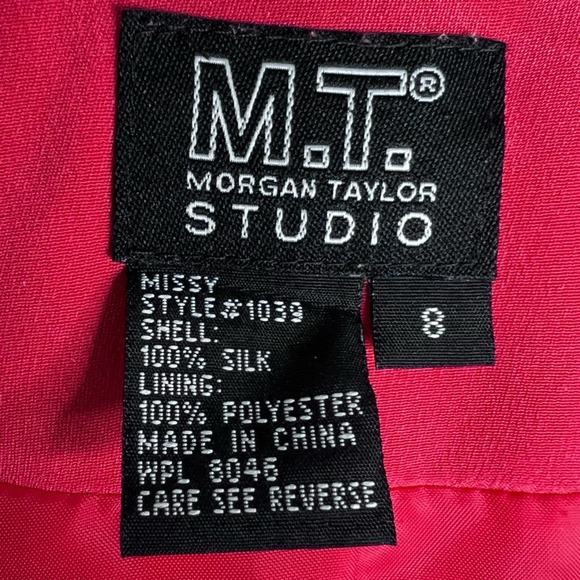 M.T.®
MORGAN TAYLOR
STUDIO
MISSY
STYLE#1039
SHELL:
100% SILK
LINING:
100% POLYESTER
MADE IN CHINA
WPL 8046
CARE SEE REVERSE
8